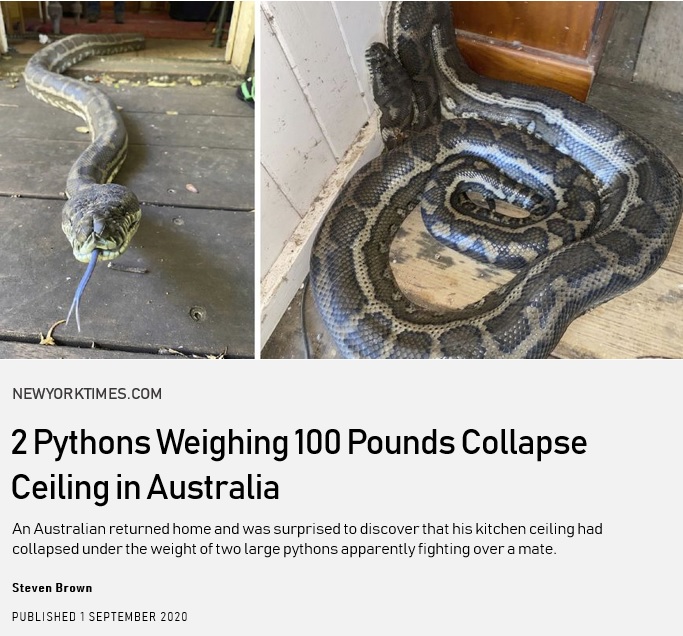 NEWYORKTIMES.COM
2 Pythons Weighing 100 Pounds Collapse
Ceiling in Australia
An Australian returned home and was surprised to discover that his kitchen ceiling had
collapsed under the weight of two large pythons apparently fighting over a mate.
Steven Brown
PUBLISHED 1 SEPTEMBER 2020